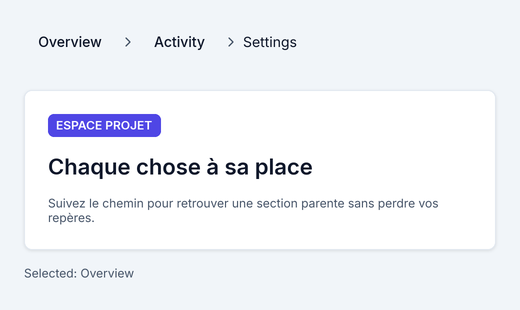 Overview > Activity > Settings
ESPACE PROJET
Chaque chose à sa place
Suivez le chemin pour retrouver une section parente sans perdre vos
repères.
Selected: Overview